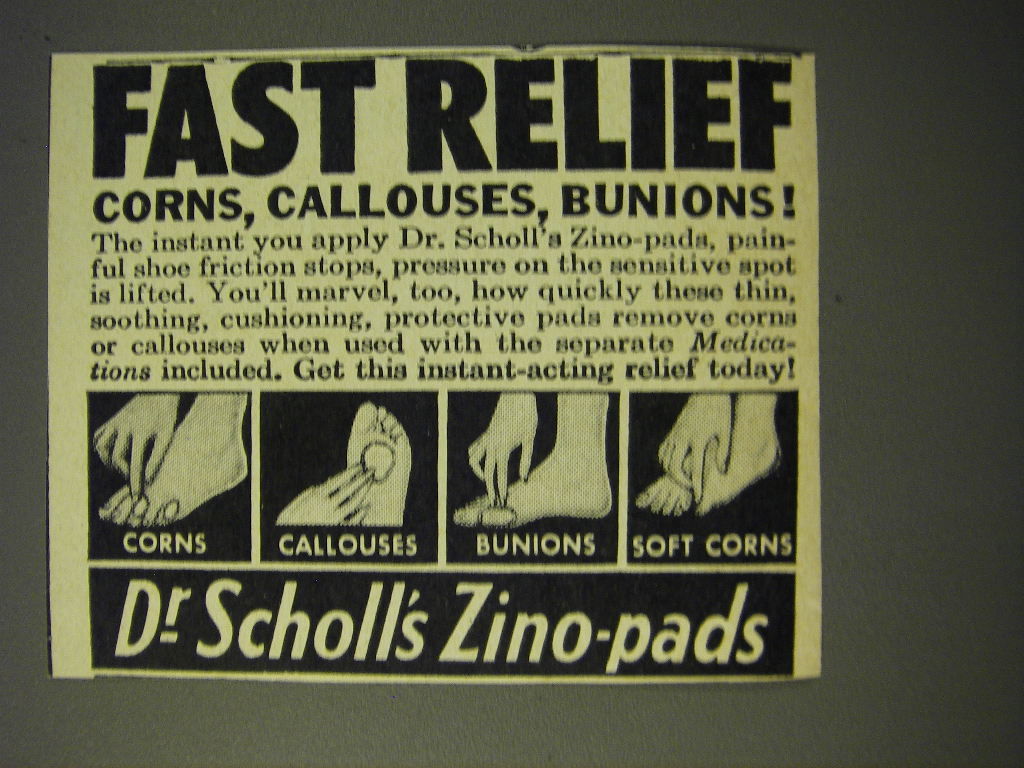 FAST RELIEF
CORNS, CALLOUSES, BUNIONS!
The instant you apply Dr. Scholl's Zino-pads, pain-
ful shoe friction stops, pressure on the sensitive spot
is lifted. You'll marvel, too, how quickly these thin,
soothing, cushioning, protective pads remove corns
or callouses when used with the separate Medica-
tions included. Get this instant-acting relief today!
CORNS CALLOUSES BUNIONS SOFT CORNS
Dr Scholl's Zino-pads